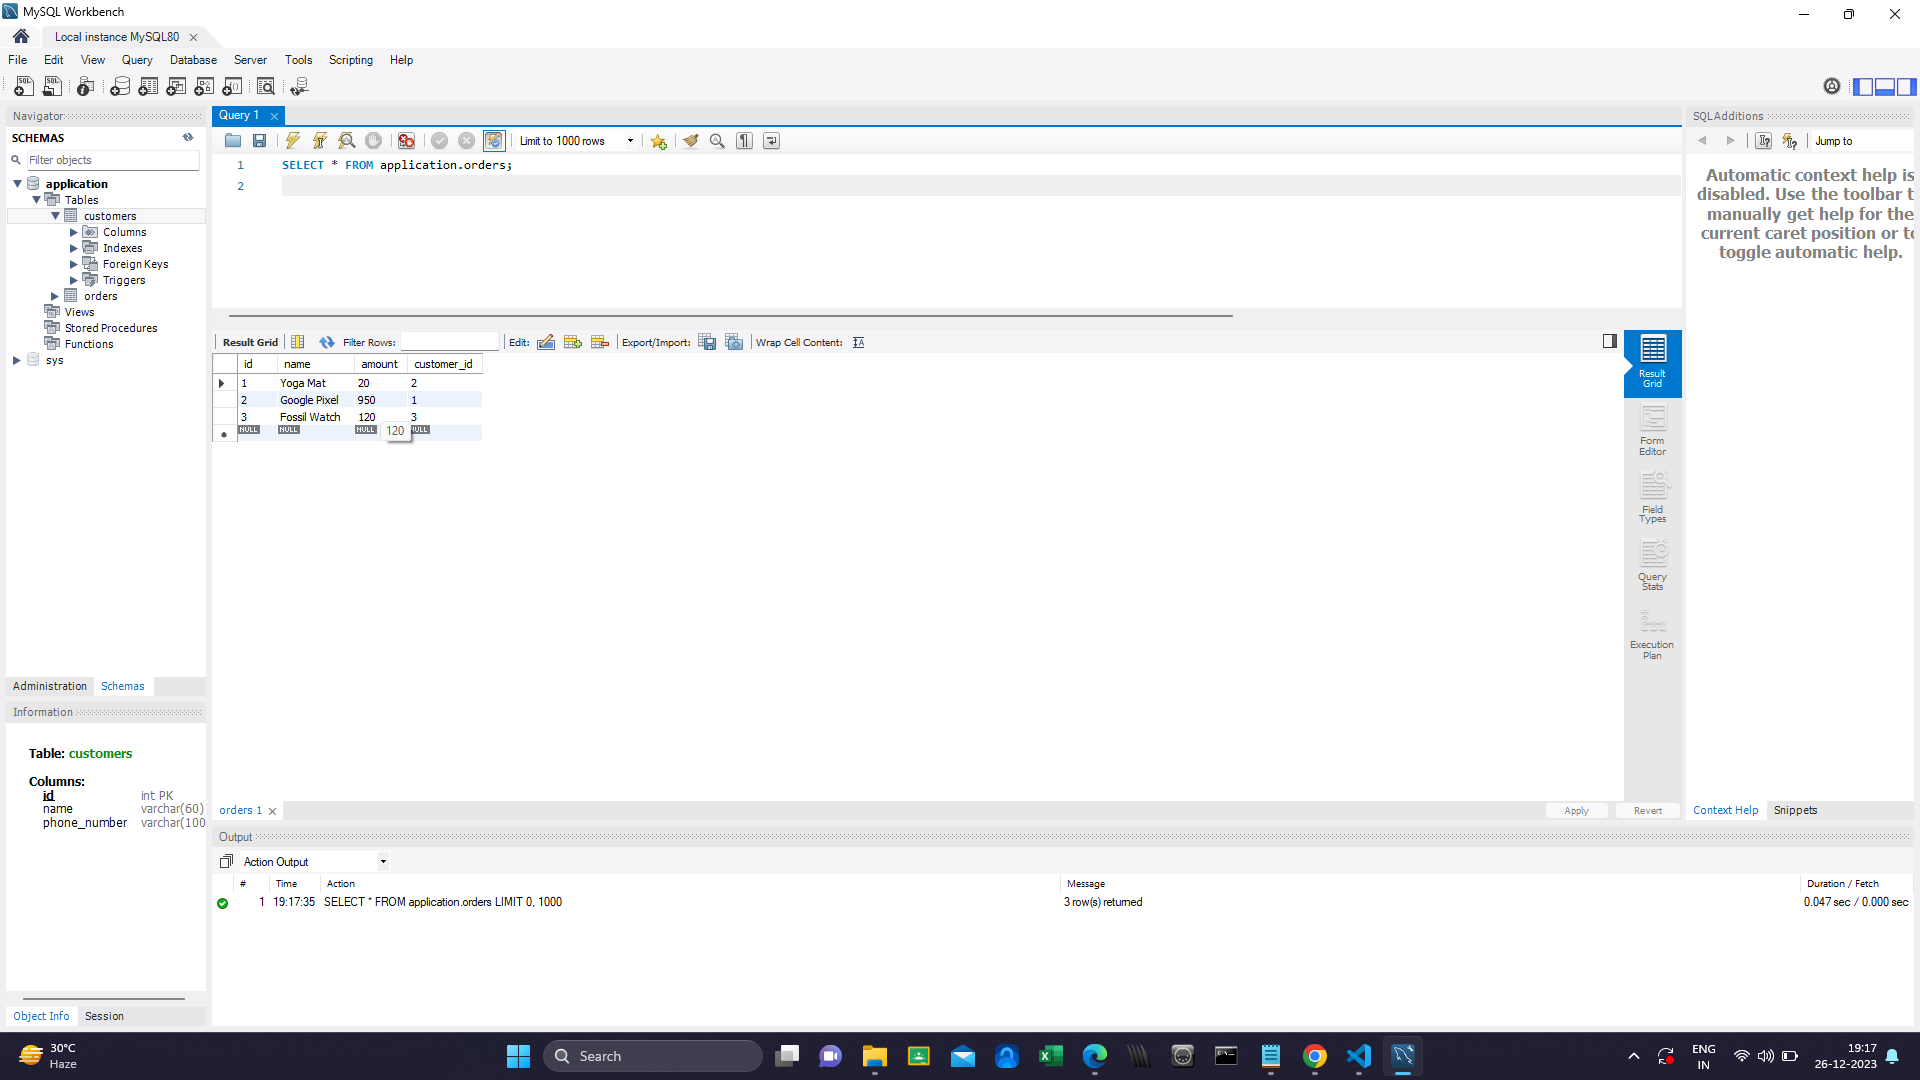 MySQL Workbench
Local instance MySQL80
File Edit View Query Database Server Tools Scripting Help
Navigator
SCHEMAS
Filter objects
application
Tables
customers
Columns
Indexes
Foreign Keys
Triggers
orders
Views
Stored Procedures
Functions
sys
Administration Schemas
Information
Table: customers
Columns:
id int PK
name varchar(60)
phone_number varchar(100
Object Info Session
Query 1
Limit to 1000 rows
1 SELECT * FROM application.orders;
2
Result Grid Filter Rows: Edit: Export/Import: Wrap Cell Content:
id name amount customer_id
1 Yoga Mat 20 2
2 Google Pixel 950 1
3 Fossil Watch 120 3
NULL NULL NULL NULL
120
Result Grid
Form Editor
Field Types
Query Stats
Execution Plan
orders 1
Apply Revert
Output
Action Output
# Time Action Message Duration / Fetch
1 19:17:35 SELECT * FROM application.orders LIMIT 0, 1000 3 row(s) returned 0.047 sec / 0.000 sec
SQLAdditions
Jump to
Automatic context help is
disabled. Use the toolbar t
manually get help for the
current caret position or to
toggle automatic help.
Context Help Snippets
30°C
Haze
Search
ENG
IN
19:17
26-12-2023